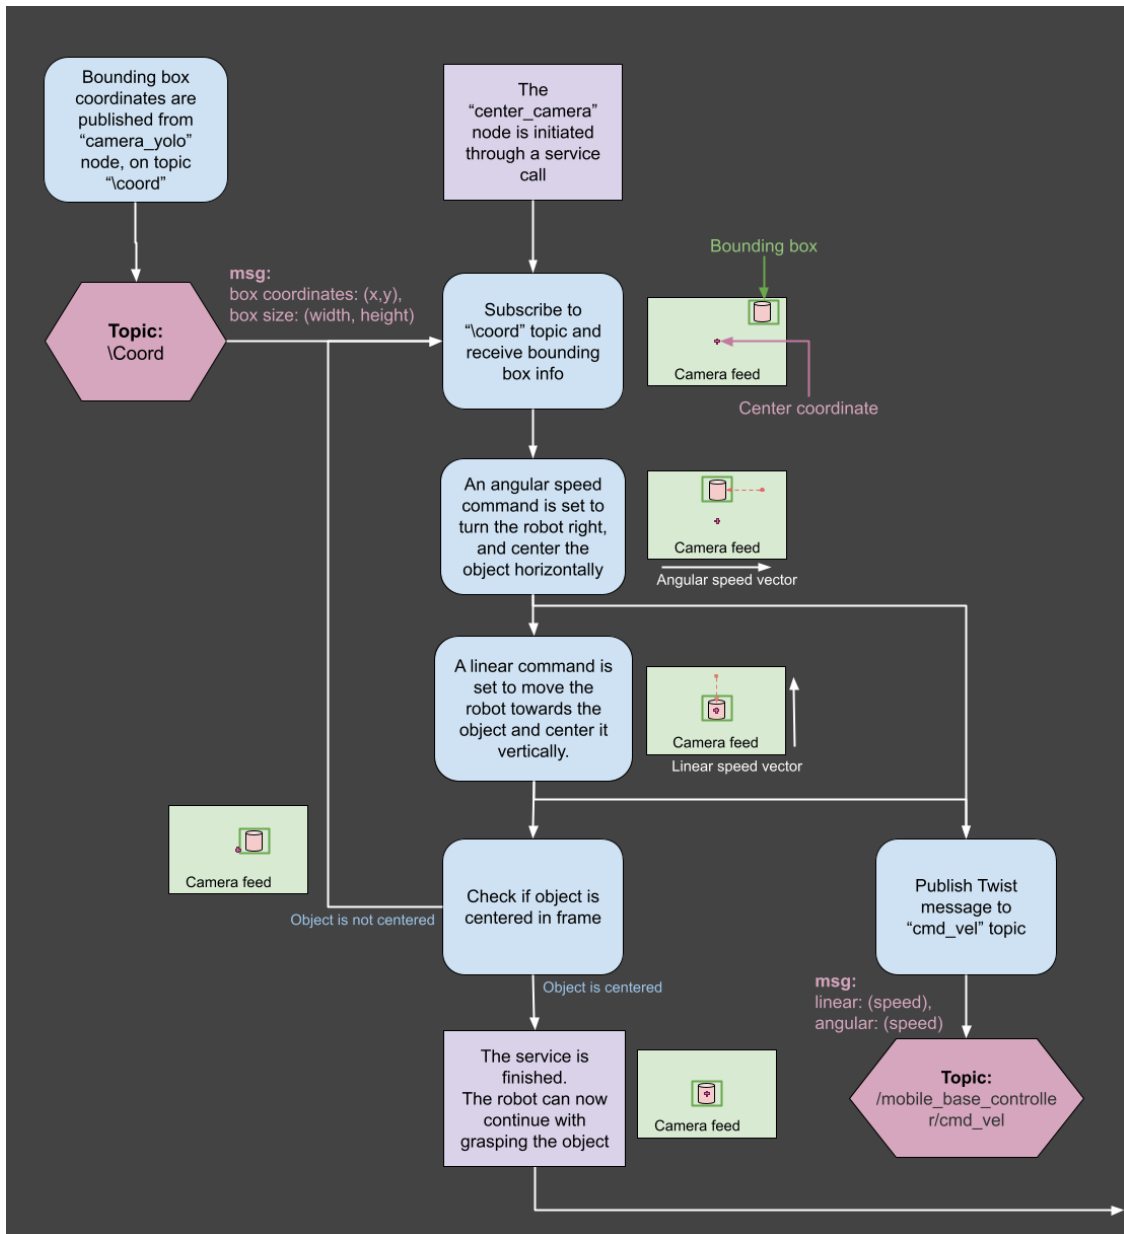 Bounding box
coordinates are
published from
“camera_yolo”
node, on topic
“\coord”
The
“center_camera”
node is initiated
through a service
call
Topic:
\Coord
msg:
box coordinates: (x,y),
box size: (width, height)
Subscribe to
“\coord” topic and
receive bounding
box info
Bounding box
Camera feed
Center coordinate
An angular speed
command is set to
turn the robot right,
and center the
object horizontally
Camera feed
Angular speed vector
A linear command is
set to move the
robot towards the
object and center it
vertically.
Camera feed
Linear speed vector
Camera feed
Object is not centered
Check if object is
centered in frame
Object is centered
Publish Twist
message to
“cmd_vel” topic
msg:
linear: (speed),
angular: (speed)
The service is
finished.
The robot can now
continue with
grasping the object
Camera feed
Topic:
/mobile_base_controlle
r/cmd_vel